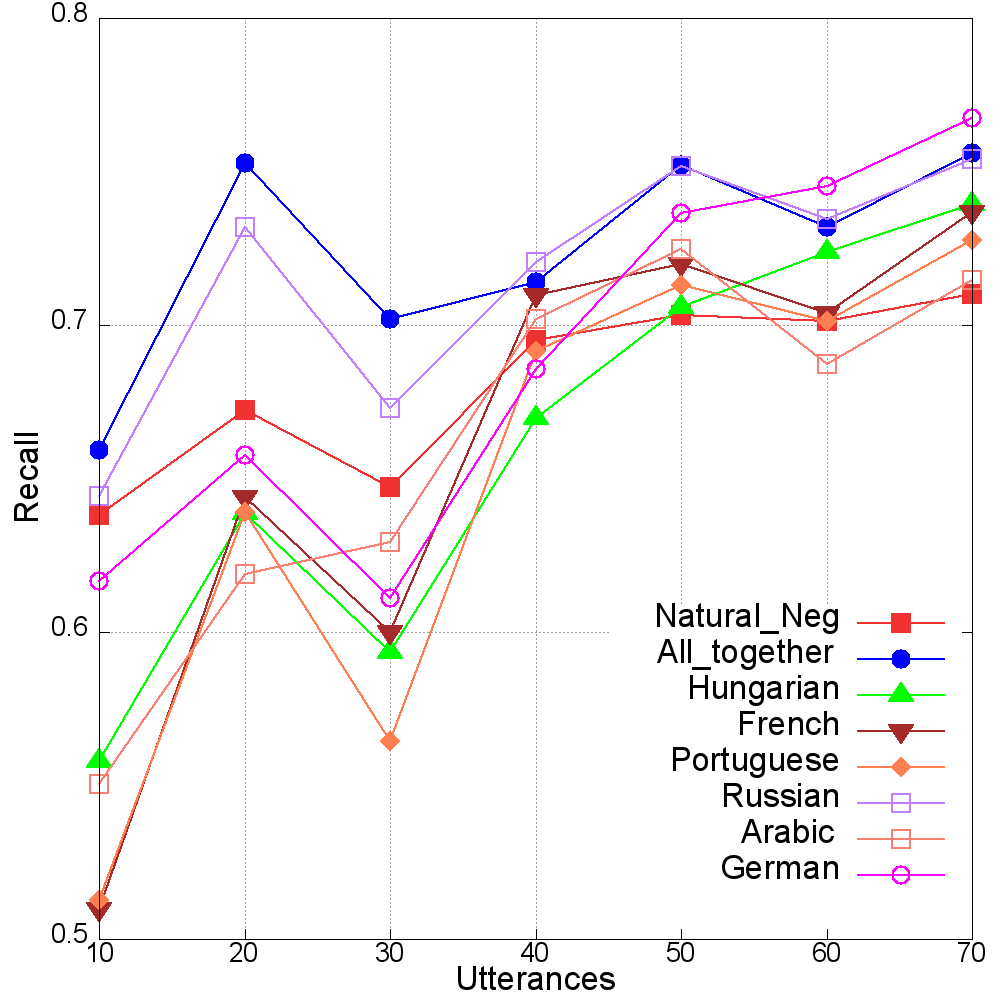 0.8
0.7
0.6
0.5
Recall
Natural_Neg
All_together
Hungarian
French
Portuguese
Russian
Arabic
German
10 20 30 40 50 60 70
Utterances